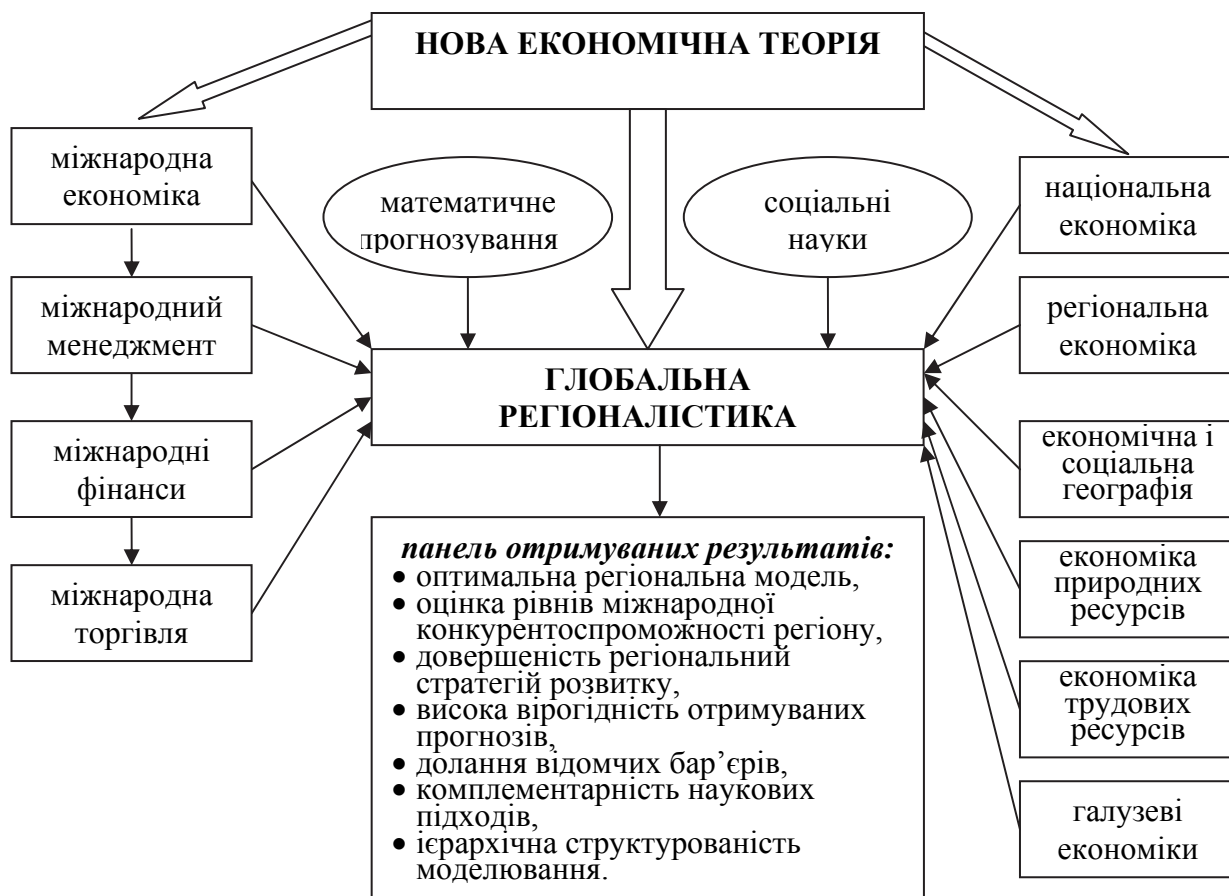 НОВА ЕКОНОМІЧНА ТЕОРІЯ
міжнародна
економіка
математичне
прогнозування
соціальні
науки
національна
економіка
міжнародний
менеджмент
регіональна
економіка
ГЛОБАЛЬНА
РЕГІОНАЛІСТИКА
міжнародні
фінанси
економічна і
соціальна
географія
міжнародна
торгівля
економіка
природних
ресурсів
економіка
трудових
ресурсів
галузеві
економіки
панель отримуваних результатів:
• оптимальна регіональна модель,
• оцінка рівнів міжнародної
конкурентоспроможності регіону,
• довершеність регіональний
стратегій розвитку,
• висока вірогідність отримуваних
прогнозів,
• долання відомчих бар’єрів,
• комплементарність наукових
підходів,
• ієрархічна структурованість
моделювання.